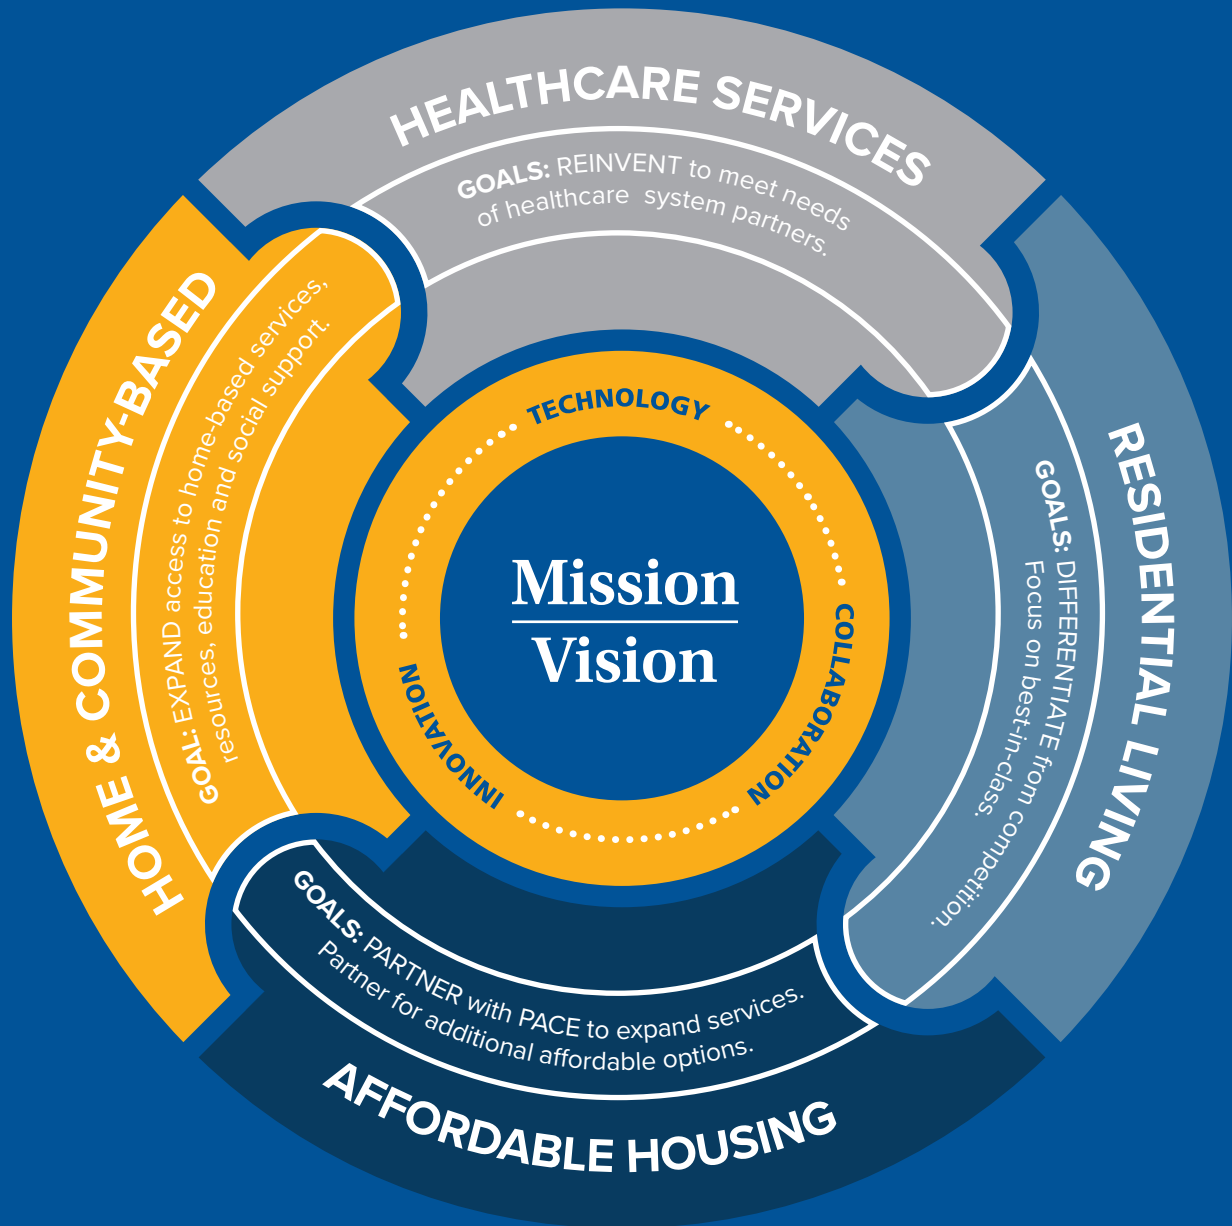 HEALTHCARE SERVICES
GOALS: REINVENT to meet needs
of healthcare system partners.
RESIDENTIAL LIVING
GOALS: DIFFERENTIATE from competition.
Focus on best-in-class.
AFFORDABLE HOUSING
GOALS: PARTNER with PACE to expand services.
Partner for additional affordable options.
HOME & COMMUNITY-BASED
GOAL: EXPAND access to home-based services,
resources, education and social support.
TECHNOLOGY
COLLABORATION
INNOVATION
Mission
Vision